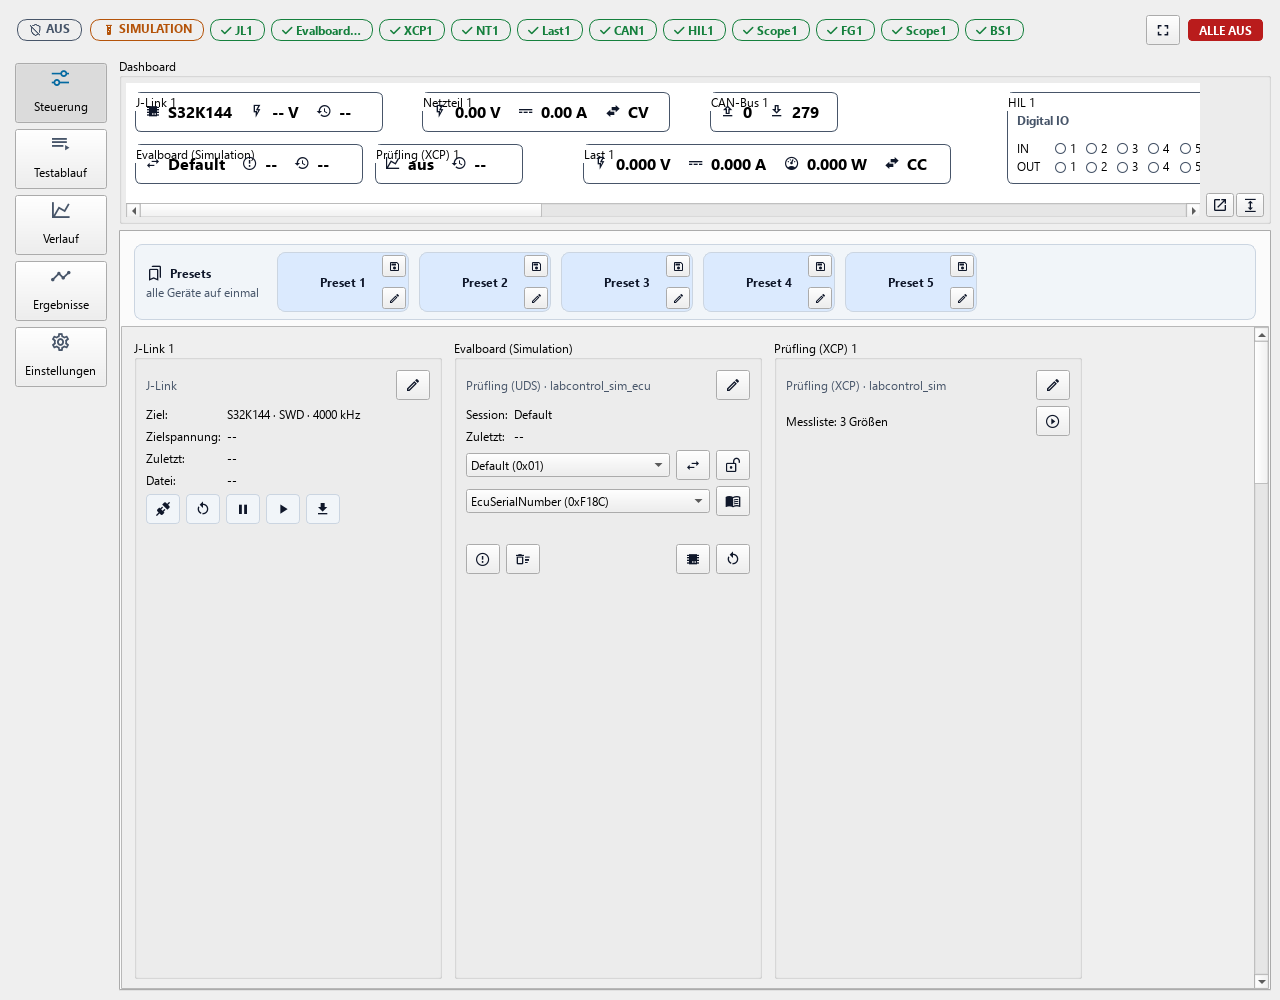 AUS SIMULATION JL1 Evalboard... XCP1 NT1 Last1 CAN1 HIL1 Scope1 FG1 Scope1 BS1 ALLE AUS
Steuerung
Testablauf
Verlauf
Ergebnisse
Einstellungen
Dashboard
J-Link 1
S32K144 -- V --
Netzteil 1
0.00 V 0.00 A CV
CAN-Bus 1
0 279
HIL 1
Digital IO
IN 1 2 3 4 5
OUT 1 2 3 4 5
Evalboard (Simulation)
Default -- --
Prüfling (XCP) 1
aus --
Last 1
0.000 V 0.000 A 0.000 W CC
Presets
alle Geräte auf einmal
Preset 1
Preset 2
Preset 3
Preset 4
Preset 5
J-Link 1
J-Link
Ziel: S32K144 · SWD · 4000 kHz
Zielspannung: --
Zuletzt: --
Datei: --
Evalboard (Simulation)
Prüfling (UDS) · labcontrol_sim_ecu
Session: Default
Zuletzt: --
Default (0x01)
EcuSerialNumber (0xF18C)
Prüfling (XCP) 1
Prüfling (XCP) · labcontrol_sim
Messliste: 3 Größen